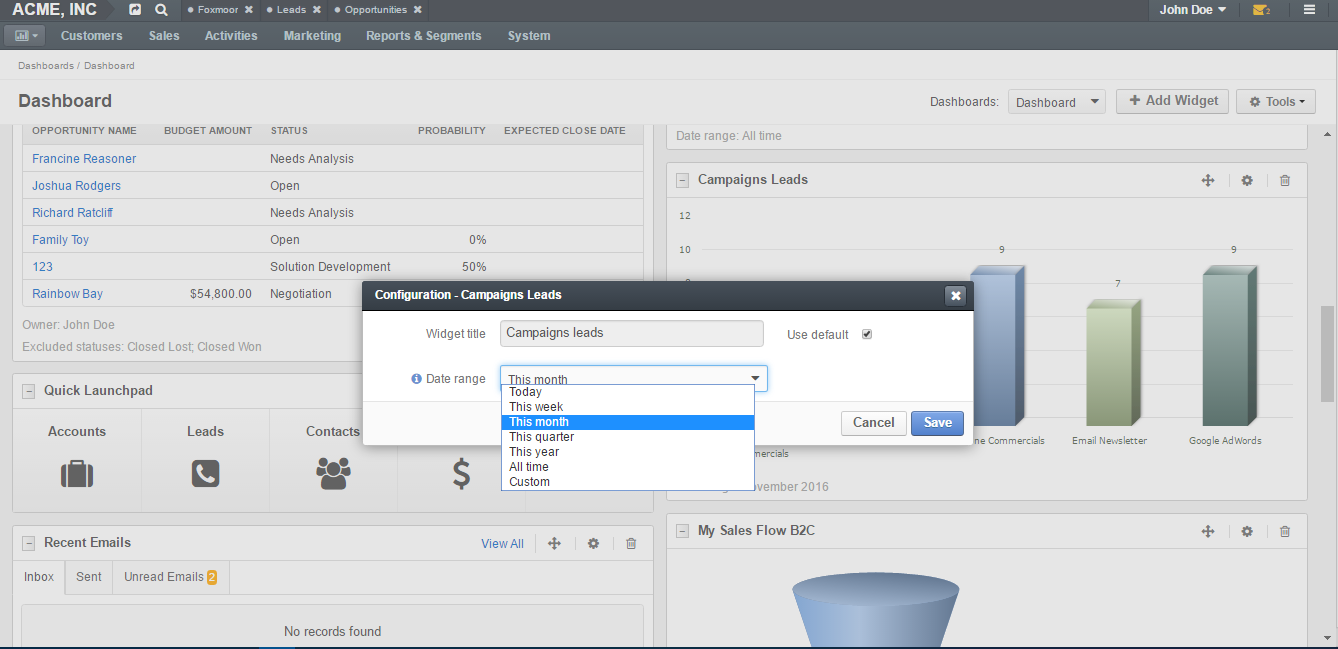 ACME, INC
Foxmoor
Leads
Opportunities
John Doe
2
Customers
Sales
Activities
Marketing
Reports & Segments
System
Dashboards / Dashboard
Dashboard
Dashboards:
Dashboard
+ Add Widget
Tools
OPPORTUNITY NAME BUDGET AMOUNT STATUS PROBABILITY EXPECTED CLOSE DATE
Francine Reasoner Needs Analysis
Joshua Rodgers Open
Richard Ratcliff Needs Analysis
Family Toy Open 0%
123 Solution Development 50%
Rainbow Bay $54,800.00 Negotiation
Owner: John Doe
Excluded statuses: Closed Lost; Closed Won
Date range: All time
Campaigns Leads
12
10
9
7
9
ne Commercials
Email Newsletter
Google AdWords
mercials
ovember 2016
Configuration - Campaigns Leads
Widget title
Campaigns leads
Use default
Date range
This month
Today
This week
This month
This quarter
This year
All time
Custom
Cancel
Save
Quick Launchpad
Accounts
Leads
Contacts
Recent Emails
View All
Inbox
Sent
Unread Emails 2
No records found
My Sales Flow B2C